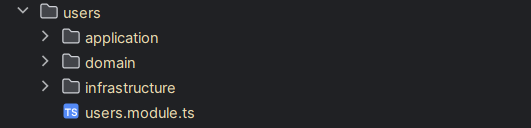 users
application
domain
infrastructure
TS users.module.ts